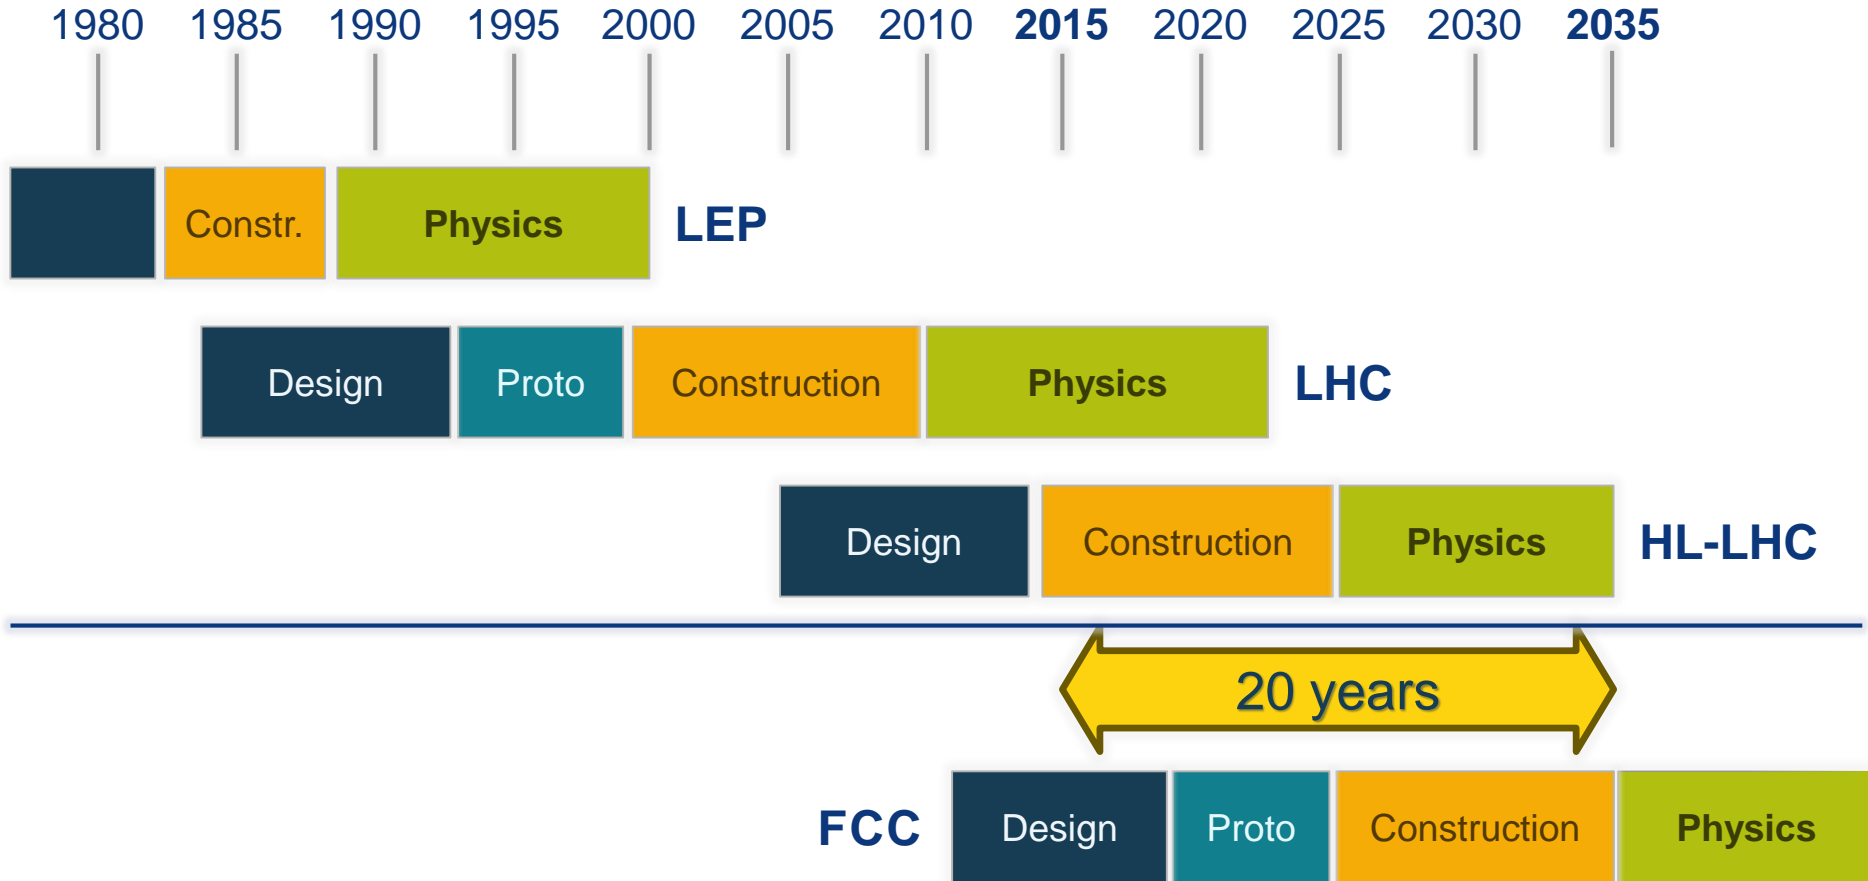 1980 1985 1990 1995 2000 2005 2010 2015 2020 2025 2030 2035
Constr. Physics LEP
Design Proto Construction Physics LHC
Design Construction Physics HL-LHC
20 years
FCC Design Proto Construction Physics